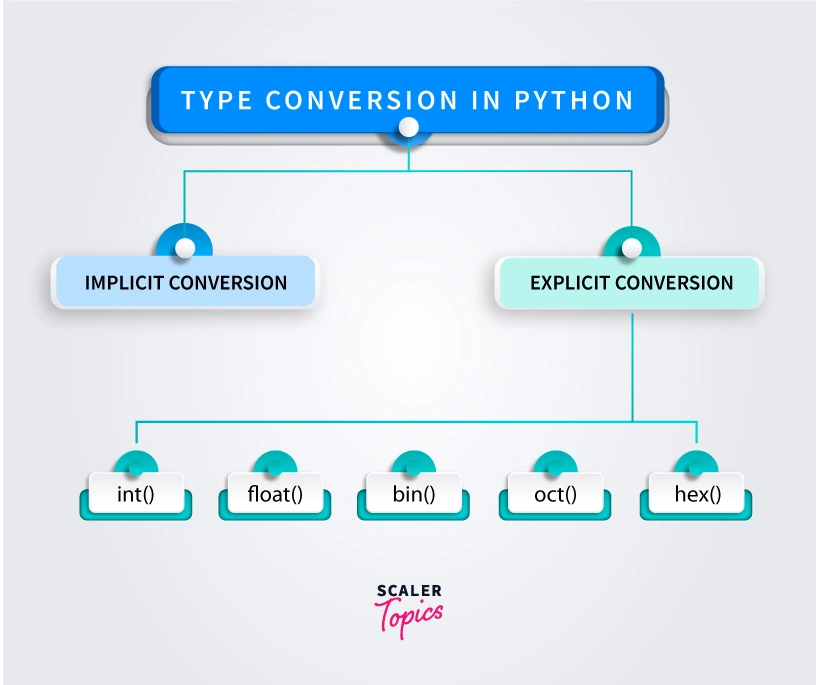 TYPE CONVERSION IN PYTHON
IMPLICIT CONVERSION
EXPLICIT CONVERSION
int()
float()
bin()
oct()
hex()
SCALER
Topics